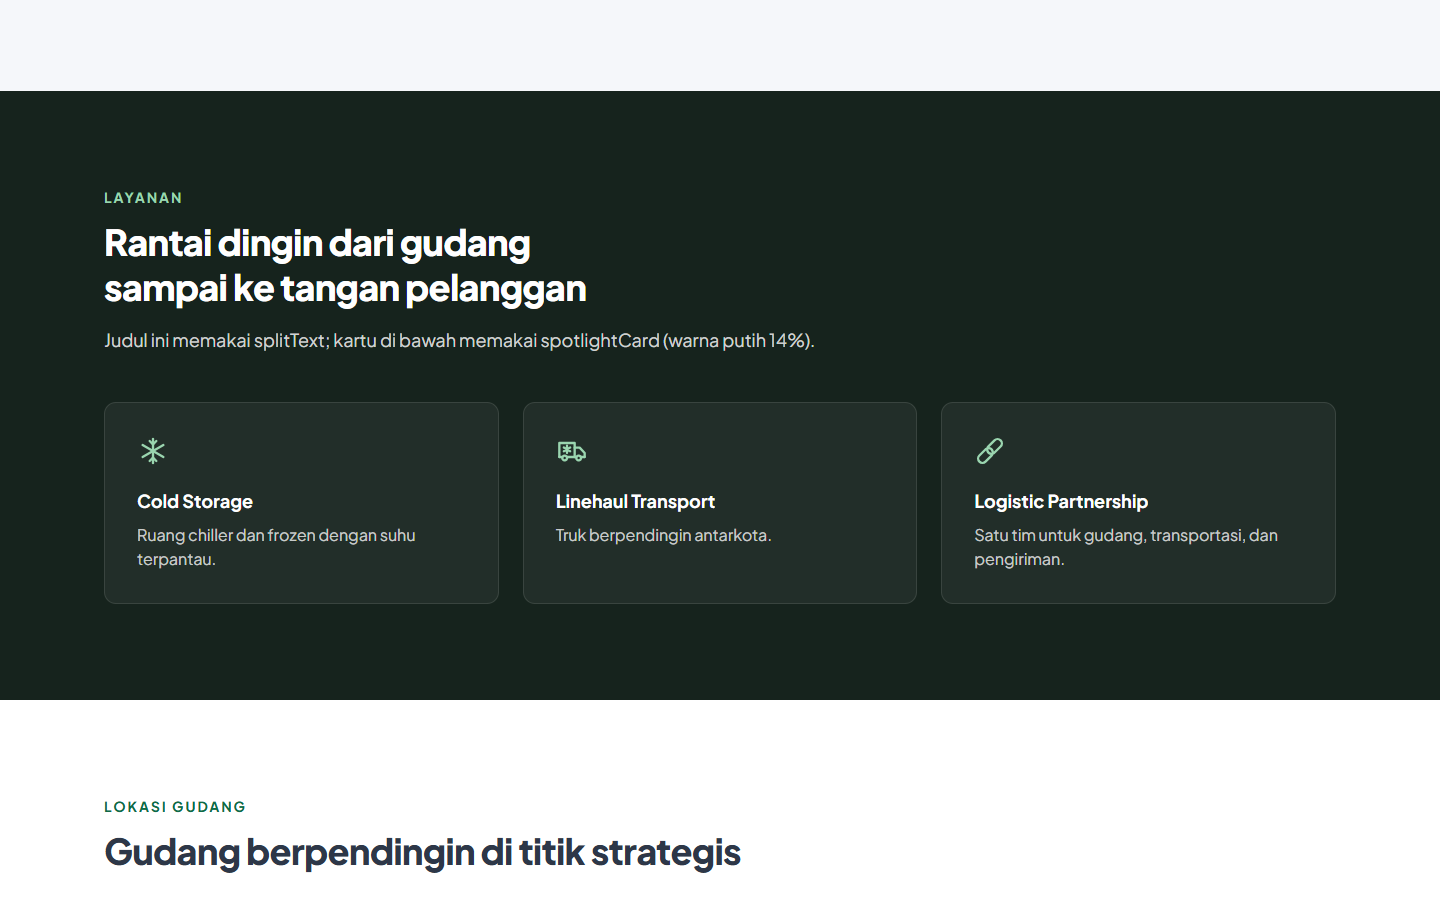 LAYANAN
Rantai dingin dari gudang
sampai ke tangan pelanggan
Judul ini memakai splitText; kartu di bawah memakai spotlightCard (warna putih 14%).
Cold Storage
Ruang chiller dan frozen dengan suhu
terpantau.
Linehaul Transport
Truk berpendingin antarkota.
Logistic Partnership
Satu tim untuk gudang, transportasi, dan
pengiriman.
LOKASI GUDANG
Gudang berpendingin di titik strategis